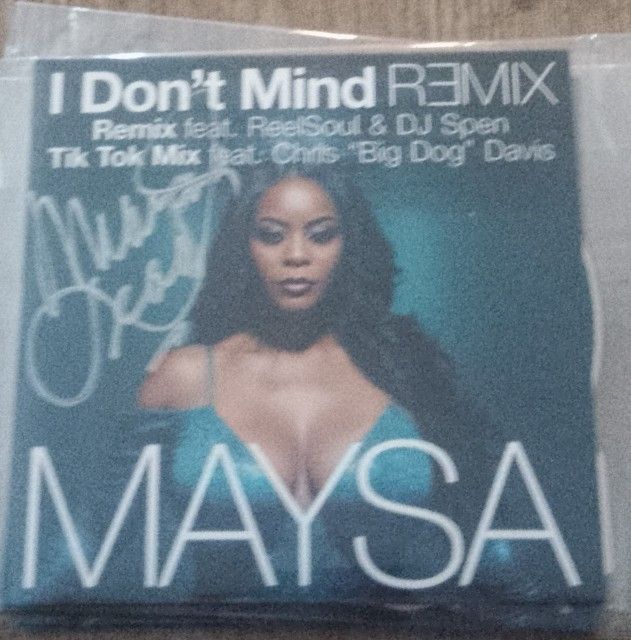 I Don't Mind REMIX
Remix feat. ReelSoul & DJ Spen
Tik Tok Mix feat. Chris "Big Dog" Davis
MAYSA